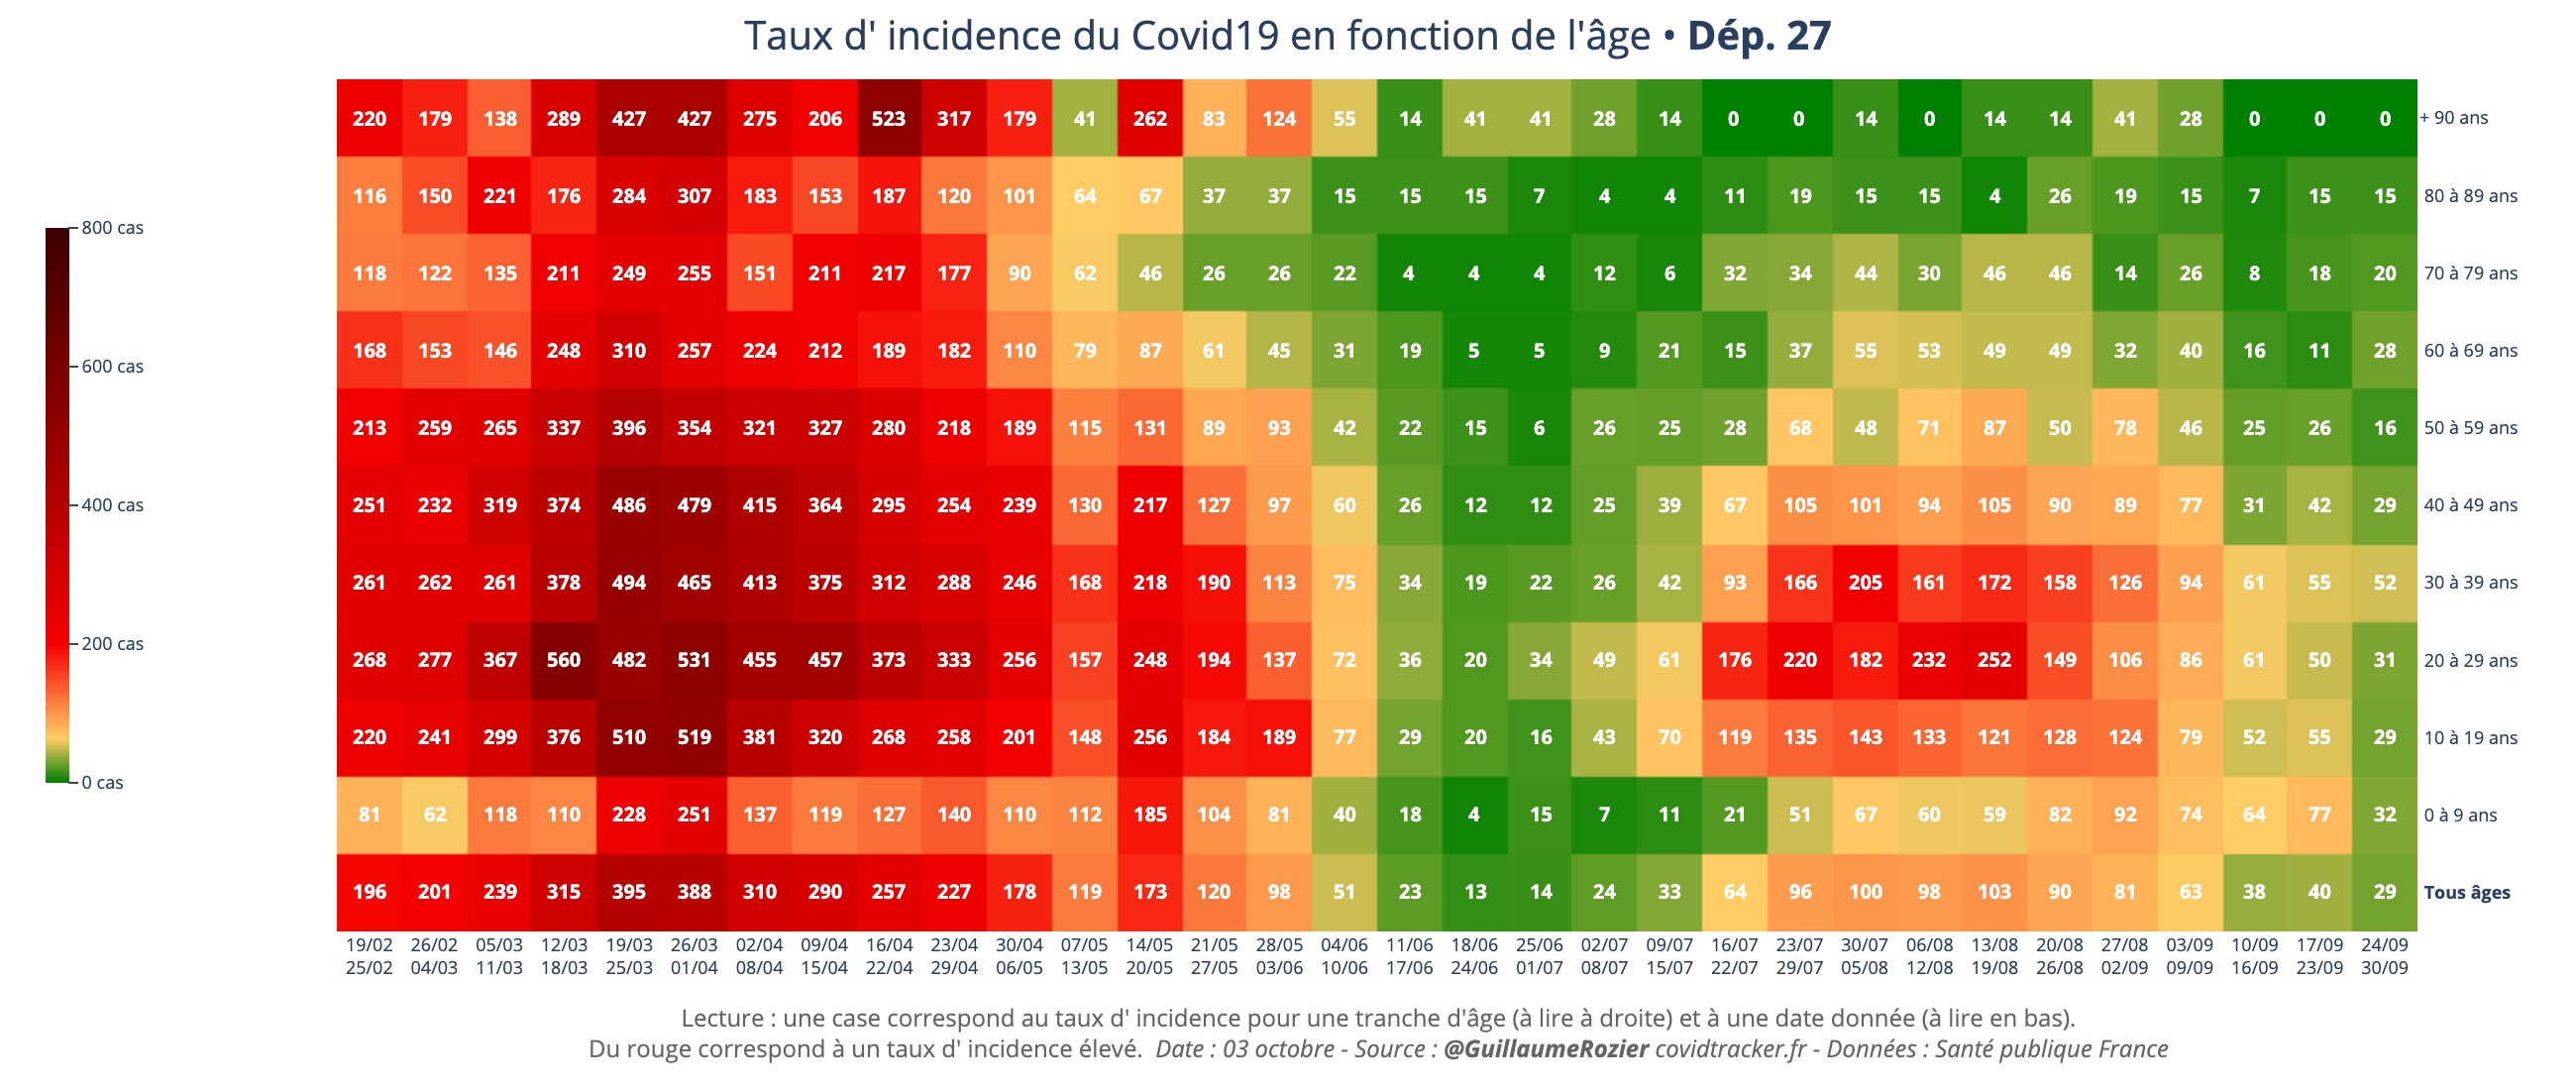 Taux d' incidence du Covid19 en fonction de l'âge • Dép. 27
800 cas
600 cas
400 cas
200 cas
0 cas
220 179 138 289 427 427 275 206 523 317 179 41 262 83 124 55 14 41 41 28 14 0 0 14 0 14 14 41 28 0 0 0 + 90 ans
116 150 221 176 284 307 183 153 187 120 101 64 67 37 37 15 15 15 7 4 4 11 19 15 15 4 26 19 15 7 15 15 80 à 89 ans
118 122 135 211 249 255 151 211 217 177 90 62 46 26 26 22 4 4 4 12 6 32 34 44 30 46 46 14 26 8 18 20 70 à 79 ans
168 153 146 248 310 257 224 212 189 182 110 79 87 61 45 31 19 5 5 9 21 15 37 55 53 49 49 32 40 16 11 28 60 à 69 ans
213 259 265 337 396 354 321 327 280 218 189 115 131 89 93 42 22 15 6 26 25 28 68 48 71 87 50 78 46 25 26 16 50 à 59 ans
251 232 319 374 486 479 415 364 295 254 239 130 217 127 97 60 26 12 12 25 39 67 105 101 94 105 90 89 77 31 42 29 40 à 49 ans
261 262 261 378 494 465 413 375 312 288 246 168 218 190 113 75 34 19 22 26 42 93 166 205 161 172 158 126 94 61 55 52 30 à 39 ans
268 277 367 560 482 531 455 457 373 333 256 157 248 194 137 72 36 20 34 49 61 176 220 182 232 252 149 106 86 61 50 31 20 à 29 ans
220 241 299 376 510 519 381 320 268 258 201 148 256 184 189 77 29 20 16 43 70 119 135 143 133 121 128 124 79 52 55 29 10 à 19 ans
81 62 118 110 228 251 137 119 127 140 110 112 185 104 81 40 18 4 15 7 11 21 51 67 60 59 82 92 74 64 77 32 0 à 9 ans
196 201 239 315 395 388 310 290 257 227 178 119 173 120 98 51 23 13 14 24 33 64 96 100 98 103 90 81 63 38 40 29 Tous âges
19/02 26/02 05/03 12/03 19/03 26/03 02/04 09/04 16/04 23/04 30/04 07/05 14/05 21/05 28/05 04/06 11/06 18/06 25/06 02/07 09/07 16/07 23/07 30/07 06/08 13/08 20/08 27/08 03/09 10/09 17/09 24/09
25/02 04/03 11/03 18/03 25/03 01/04 08/04 15/04 22/04 29/04 06/05 13/05 20/05 27/05 03/06 10/06 17/06 24/06 01/07 08/07 15/07 22/07 29/07 05/08 12/08 19/08 26/08 02/09 09/09 16/09 23/09 30/09
Lecture : une case correspond au taux d' incidence pour une tranche d'âge (à lire à droite) et à une date donnée (à lire en bas).
Du rouge correspond à un taux d' incidence élevé. Date : 03 octobre - Source : @GuillaumeRozier covidtracker.fr - Données : Santé publique France